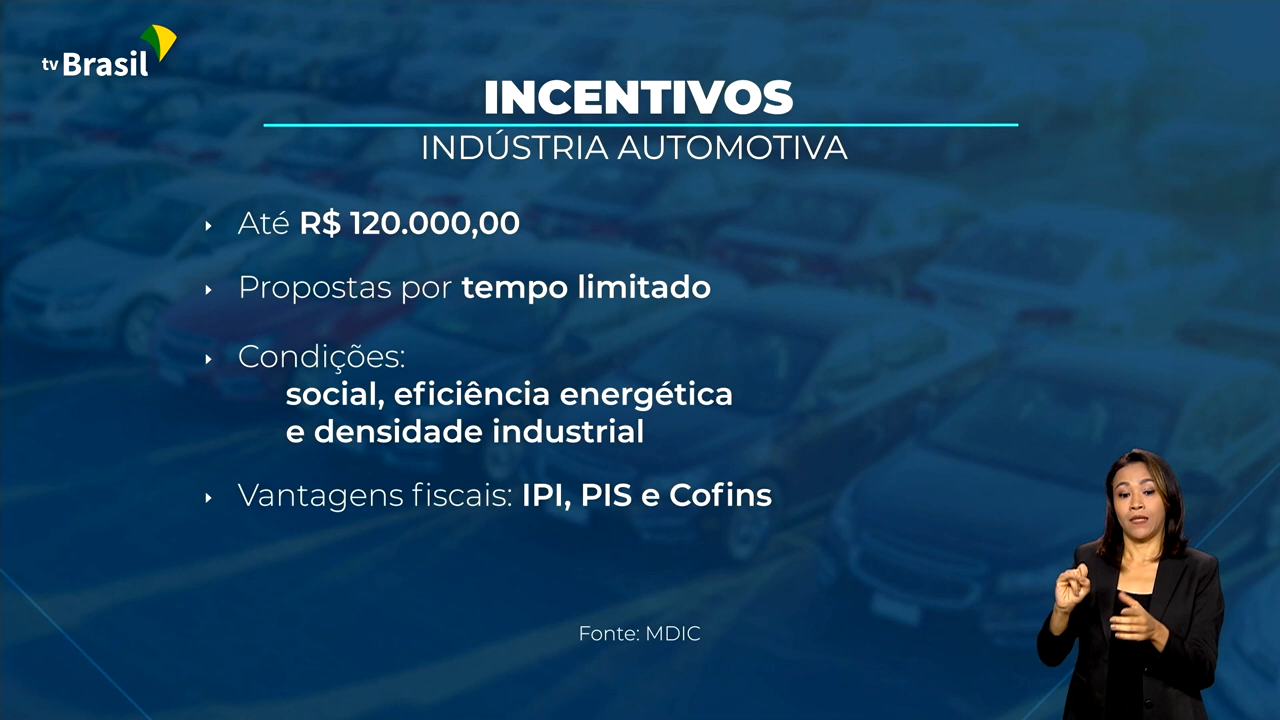 tv Brasil
INCENTIVOS
INDÚSTRIA AUTOMOTIVA
Até R$ 120.000,00
Propostas por tempo limitado
Condições:
social, eficiência energética
e densidade industrial
Vantagens fiscais: IPI, PIS e Cofins
Fonte: MDIC